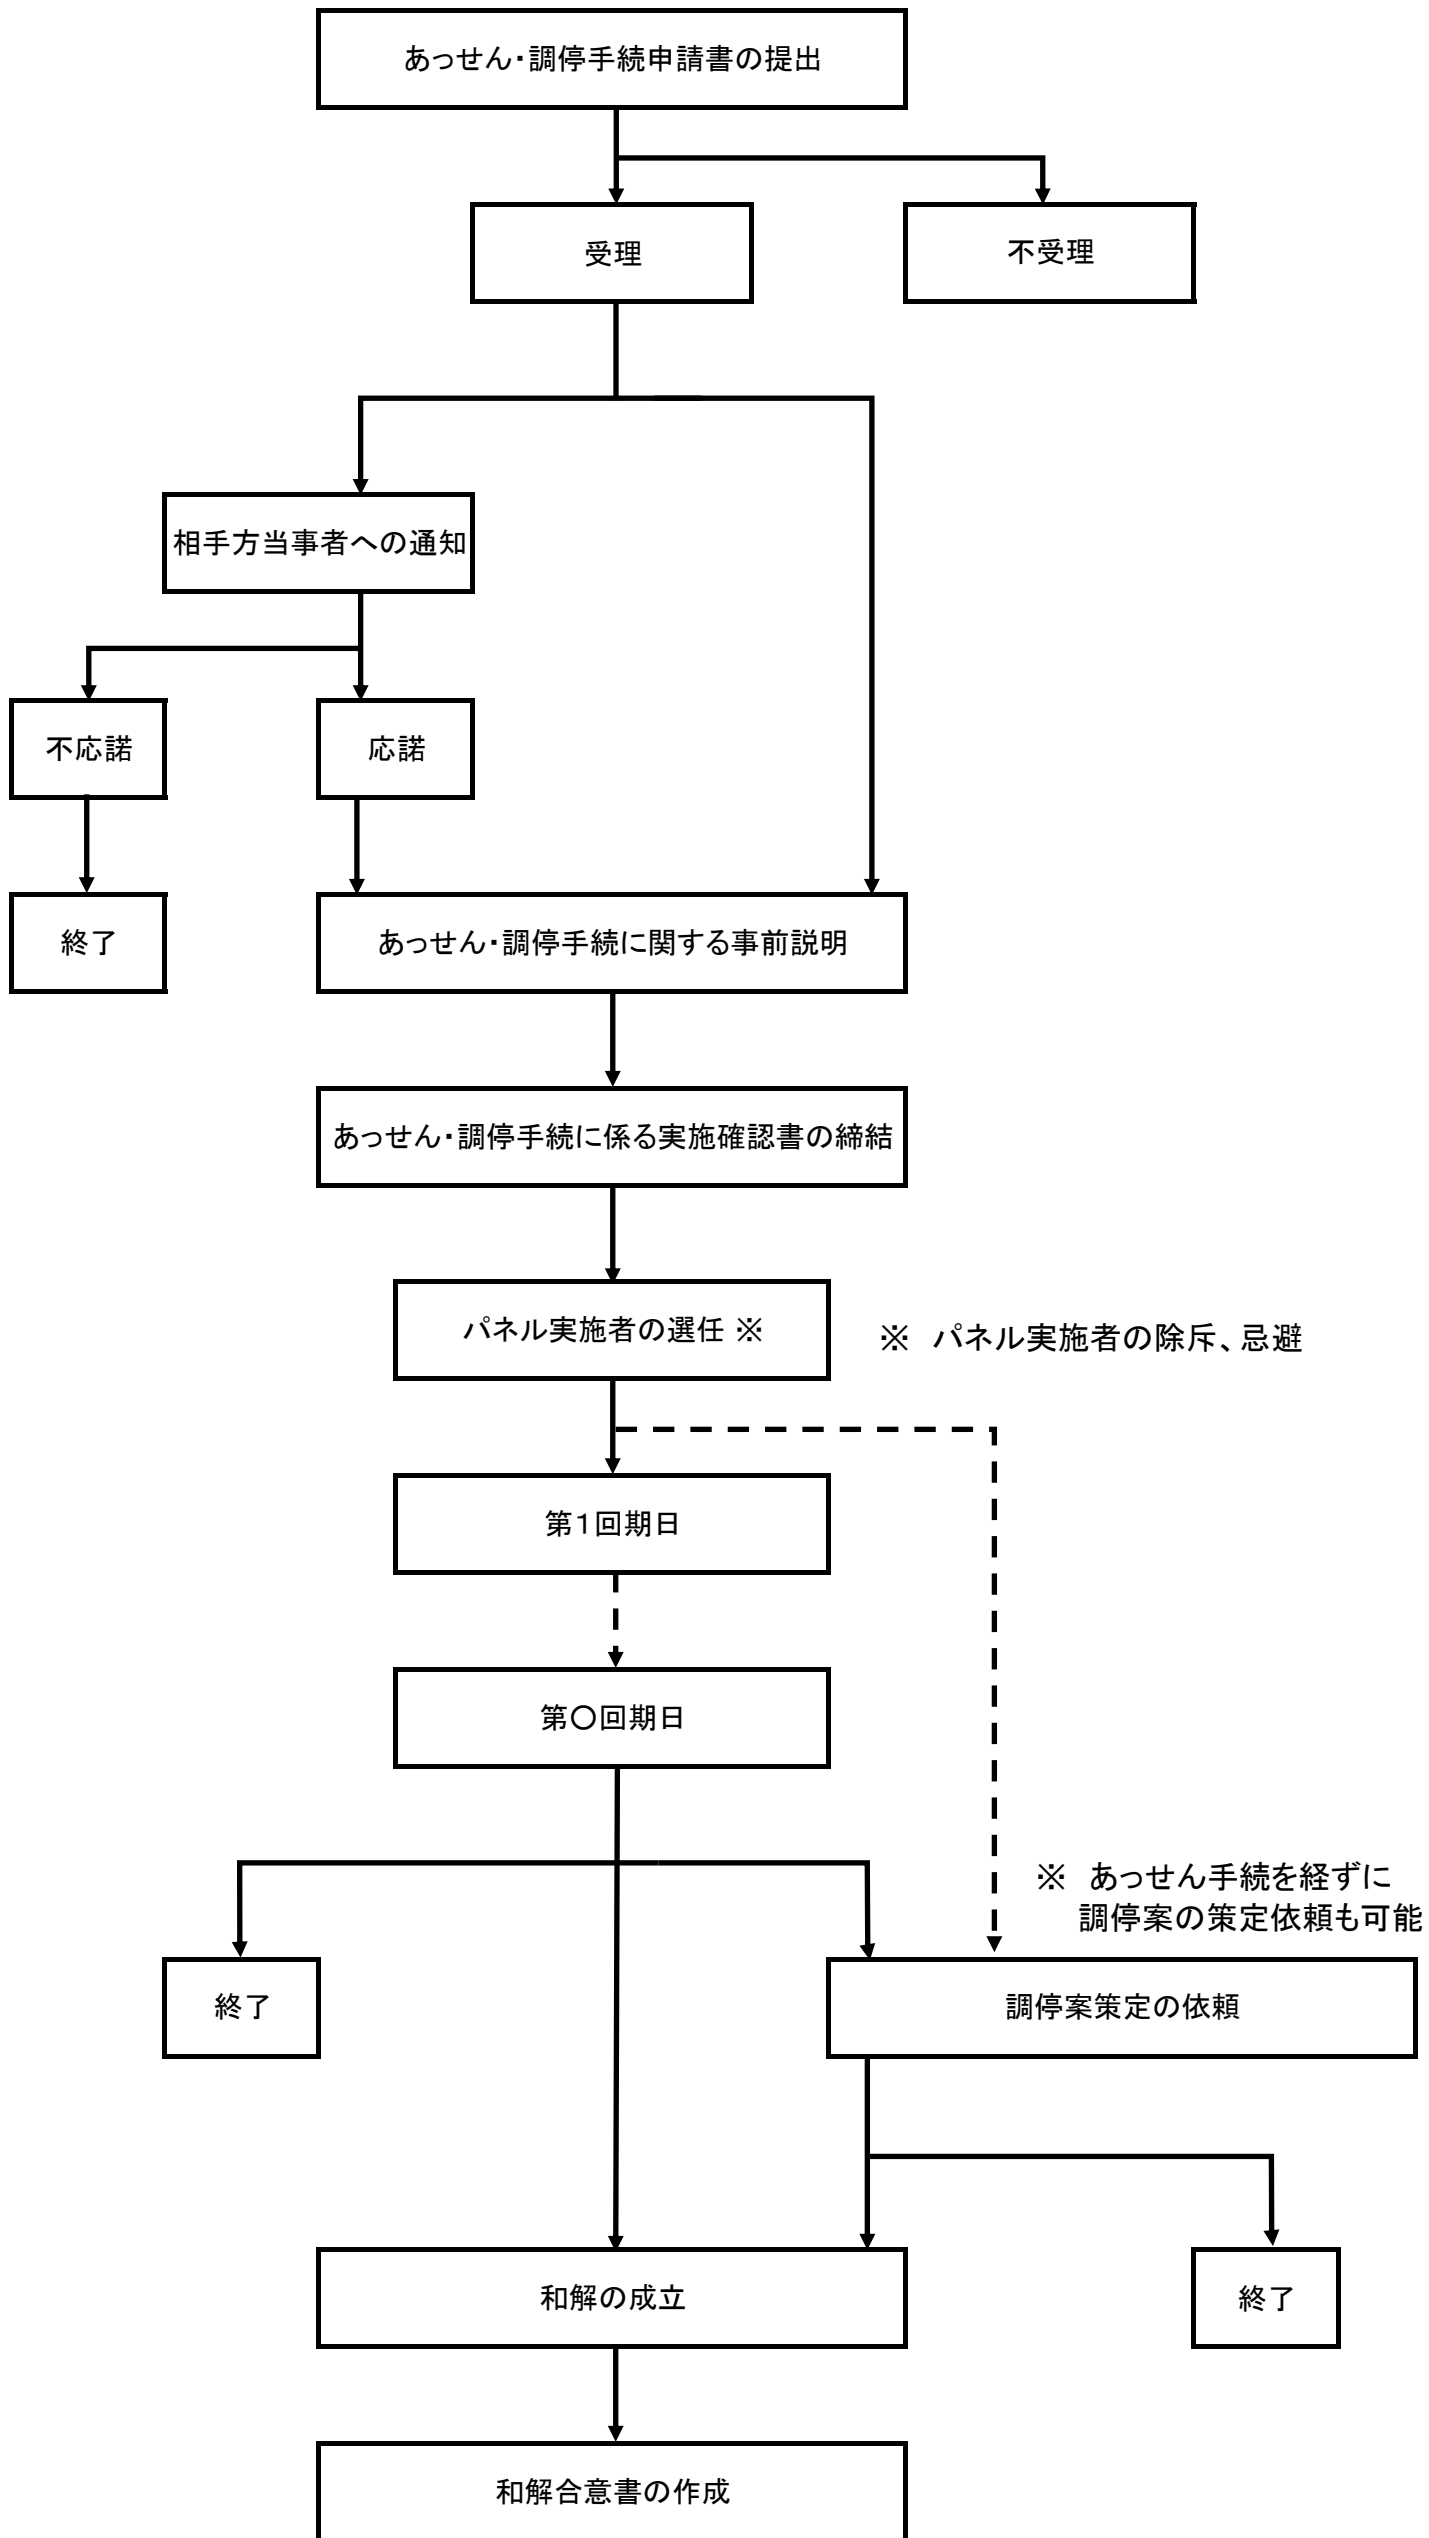 あっせん・調停手続申請書の提出
受理
不受理
相手方当事者への通知
不応諾
応諾
終了
あっせん・調停手続に関する事前説明
あっせん・調停手続に係る実施確認書の締結
パネル実施者の選任 ※
※ パネル実施者の除斥、忌避
第1回期日
第〇回期日
※ あっせん手続を経ずに
調停案の策定依頼も可能
終了
調停案策定の依頼
和解の成立
終了
和解合意書の作成